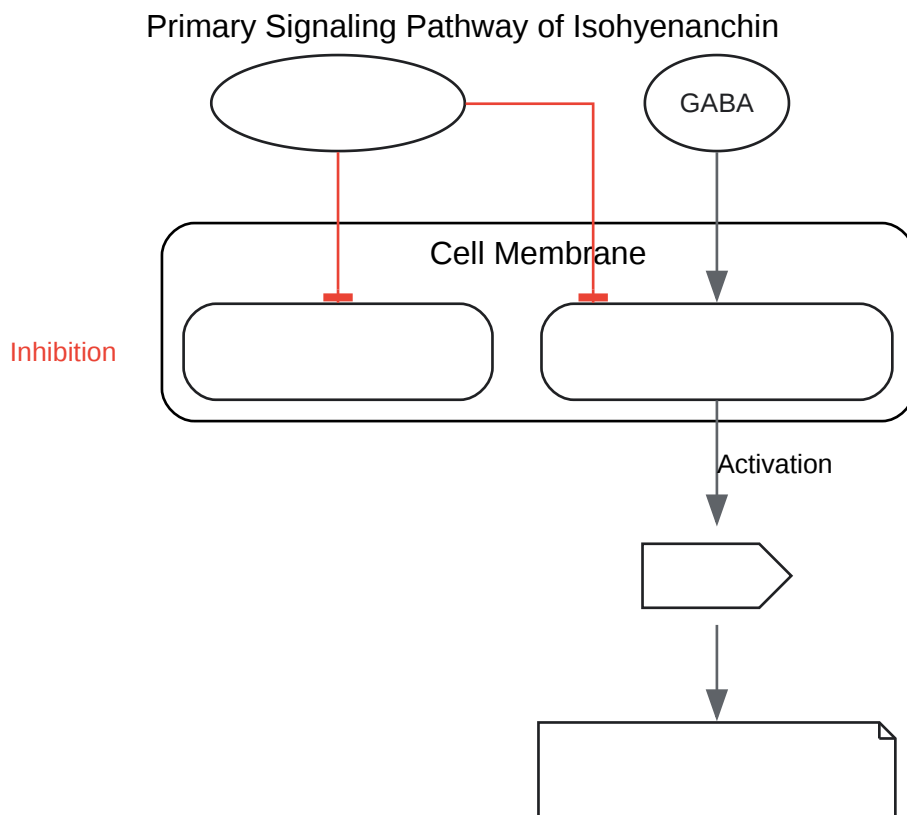 Primary Signaling Pathway of Isohyenanchin
GABA
Cell Membrane
Inhibition
Activation